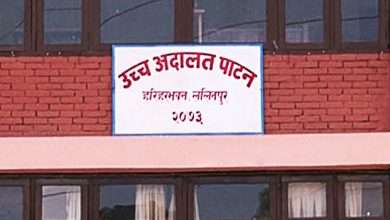 उच्च अदालत पाटन
हरिहरभवन, ललितपुर
२०७३